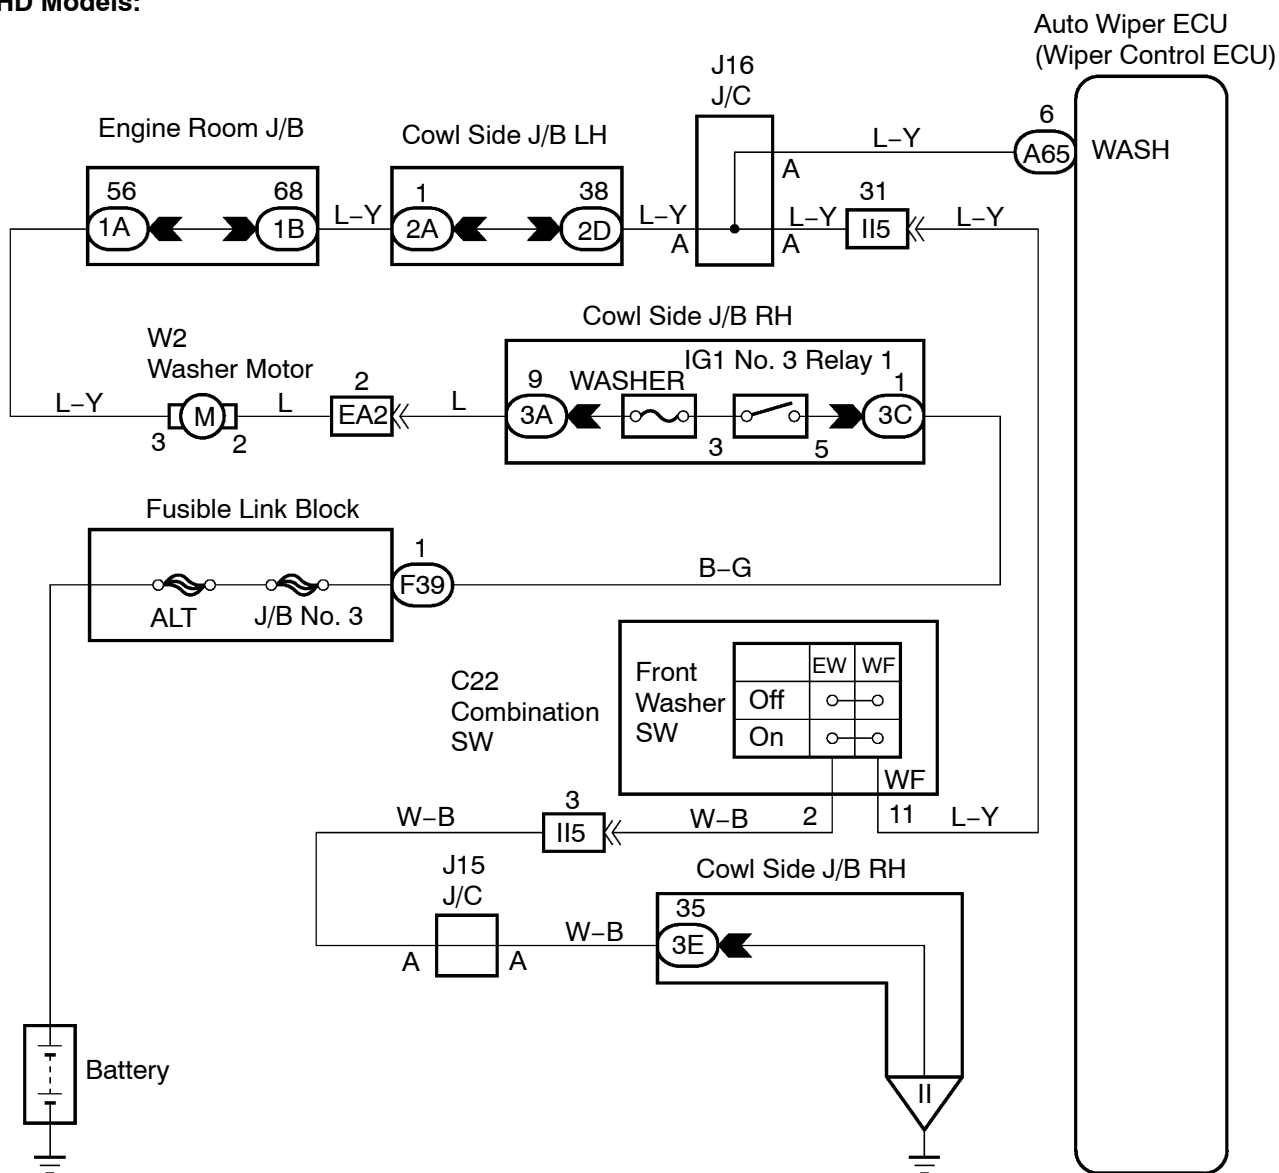 HD Models:
Auto Wiper ECU
(Wiper Control ECU)
J16
J/C
6
Engine Room J/B
Cowl Side J/B LH
L–Y
A65
WASH
A
56
68
1
38
31
1A
1B
L–Y
2A
2D
L–Y
L–Y
II5
L–Y
A
A
Cowl Side J/B RH
W2
Washer Motor
IG1 No. 3 Relay 1
2
9
WASHER
1
L–Y
M
L
EA2
L
3A
3C
3
2
3
5
Fusible Link Block
1
F39
B–G
ALT
J/B No. 3
C22
Combination
SW
Front
Washer
SW
EW
WF
Off
On
WF
3
W–B
II5
W–B
2
11
L–Y
J15
J/C
Cowl Side J/B RH
35
W–B
3E
A
A
Battery
II